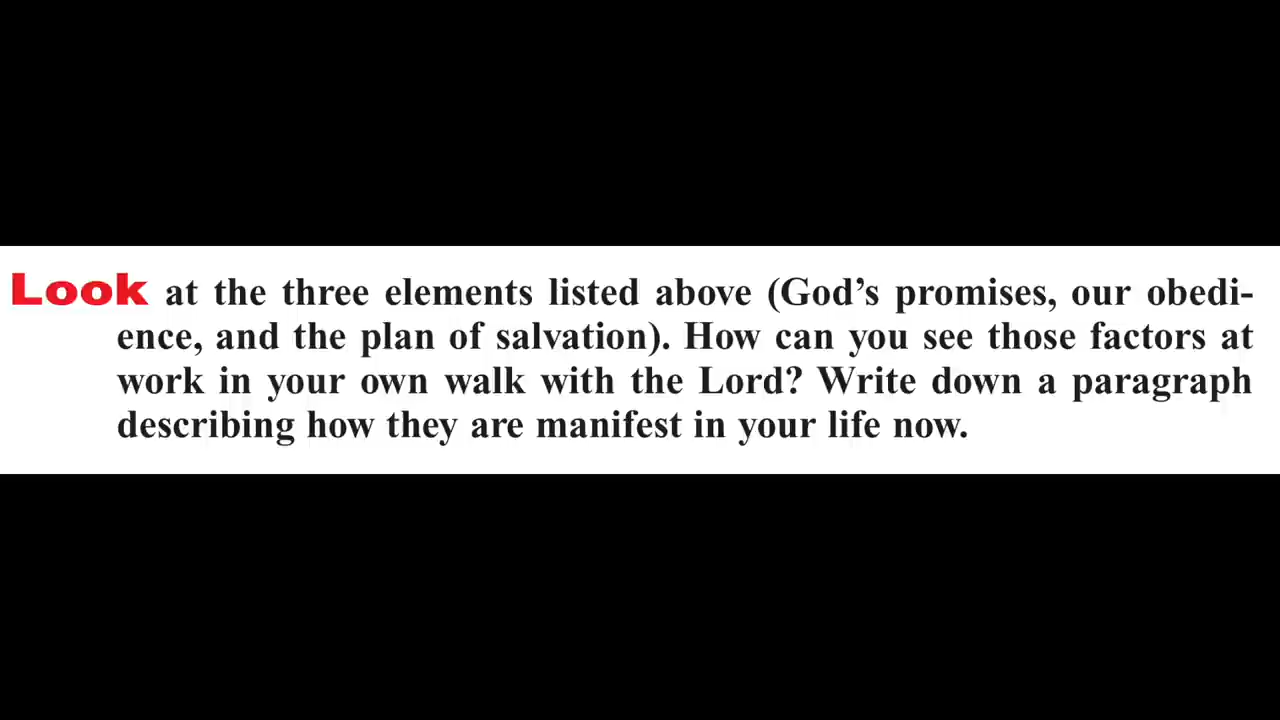 Look at the three elements listed above (God’s promises, our obedi-
ence, and the plan of salvation). How can you see those factors at
work in your own walk with the Lord? Write down a paragraph
describing how they are manifest in your life now.